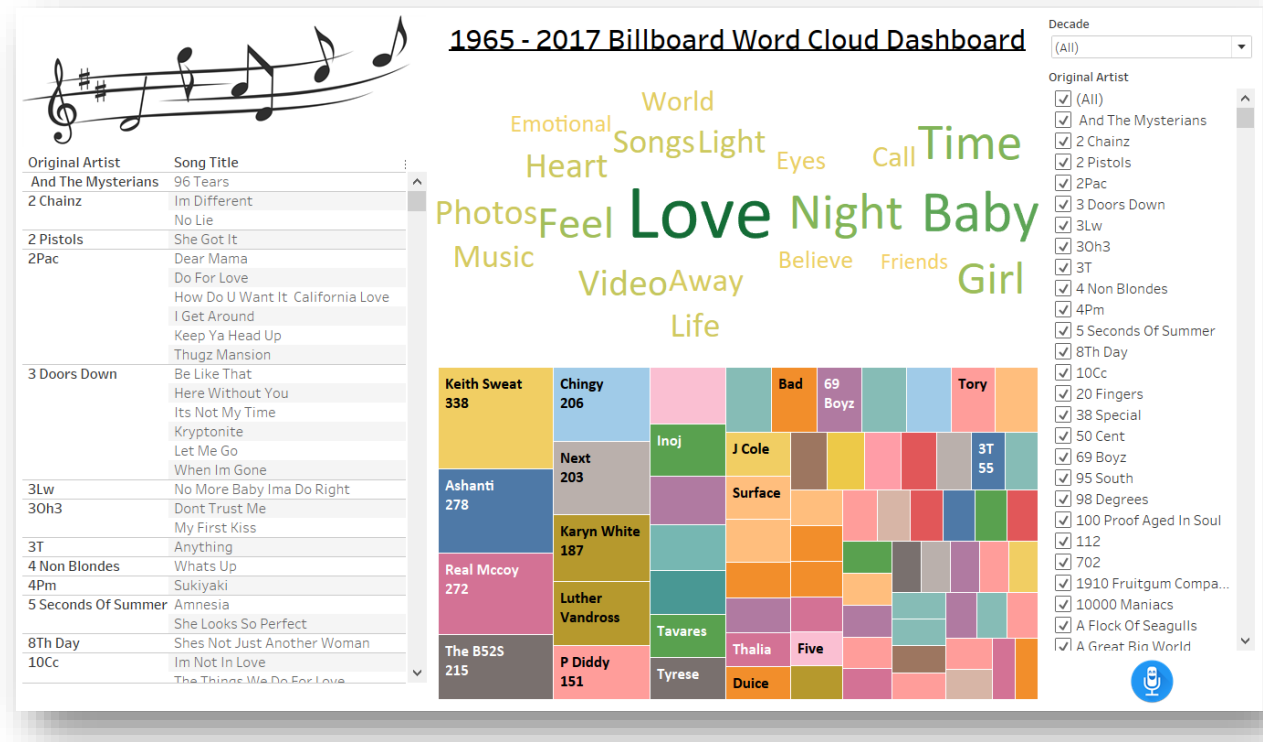 1965 - 2017 Billboard Word Cloud Dashboard
Original Artist Song Title
And The Mysterians 96 Tears
2 Chainz Im Different
No Lie
2 Pistols She Got It
2Pac Dear Mama
Do For Love
How Do U Want It California Love
I Get Around
Keep Ya Head Up
Thugz Mansion
3 Doors Down Be Like That
Here Without You
Its Not My Time
Kryptonite
Let Me Go
When Im Gone
3Lw No More Baby Ima Do Right
3Oh3 Dont Trust Me
My First Kiss
3T Anything
4 Non Blondes Whats Up
4Pm Sukiyaki
5 Seconds Of Summer Amnesia
She Looks So Perfect
8Th Day Shes Not Just Another Woman
10Cc Im Not In Love
The Things We Do For Love
World
Emotional
Songs Light
Time
Heart
Eyes
Call
Photos Feel Love Night Baby
Music
Believe
Friends
Girl
Video Away
Life
Keith Sweat
338
Ashanti
278
Real Mccoy
272
The B52S
215
Chingy
206
Next
203
Karyn White
187
Luther
Vandross
P Diddy
151
Inoj
Tavares
Tyrese
Bad
69
Boyz
Tory
J Cole
3T
55
Surface
Thalia
Five
Duice
Decade
(All)
Original Artist
(All)
And The Mysterians
2 Chainz
2 Pistols
2Pac
3 Doors Down
3Lw
3Oh3
3T
4 Non Blondes
4Pm
5 Seconds Of Summer
8Th Day
10Cc
20 Fingers
38 Special
50 Cent
69 Boyz
95 South
98 Degrees
100 Proof Aged In Soul
112
702
1910 Fruitgum Compa...
10000 Maniacs
A Flock Of Seagulls
A Great Big World